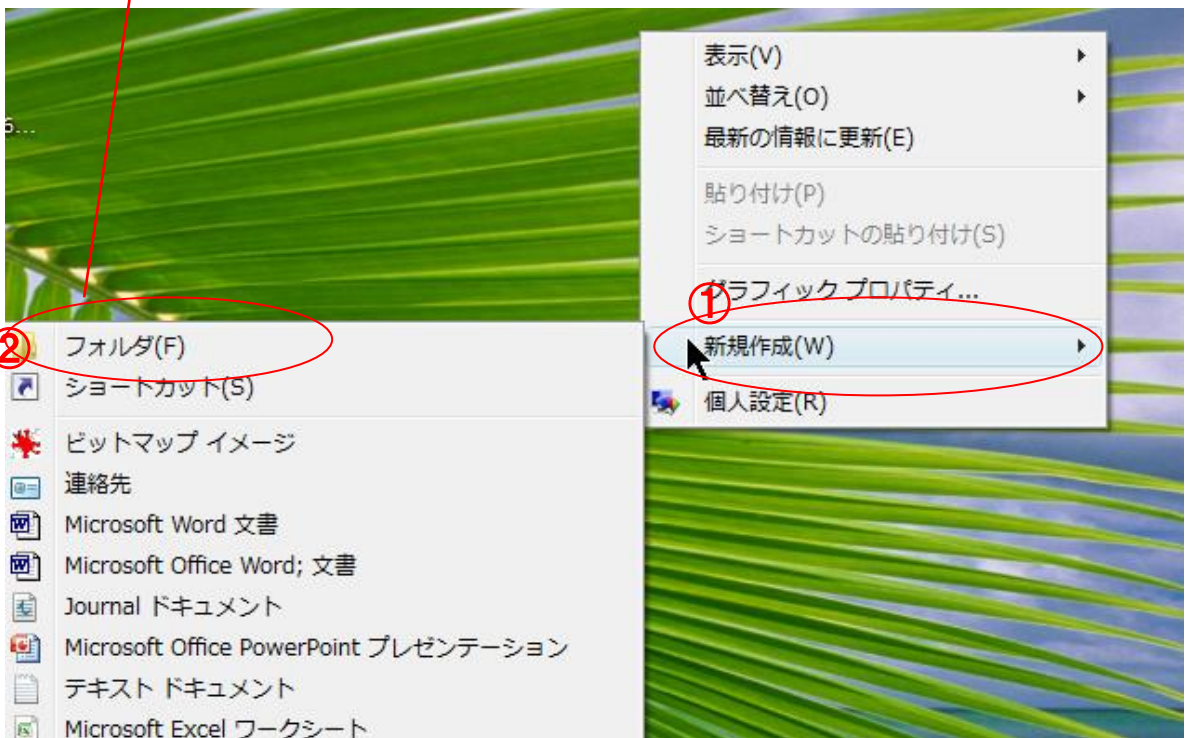 6...
表示(V)
並べ替え(O)
最新の情報に更新(E)
貼り付け(P)
ショートカットの貼り付け(S)
グラフィック プロパティ...
①
新規作成(W)
個人設定(R)
②
フォルダ(F)
ショートカット(S)
ビットマップ イメージ
連絡先
Microsoft Word 文書
Microsoft Office Word; 文書
Journal ドキュメント
Microsoft Office PowerPoint プレゼンテーション
テキスト ドキュメント
Microsoft Excel ワークシート